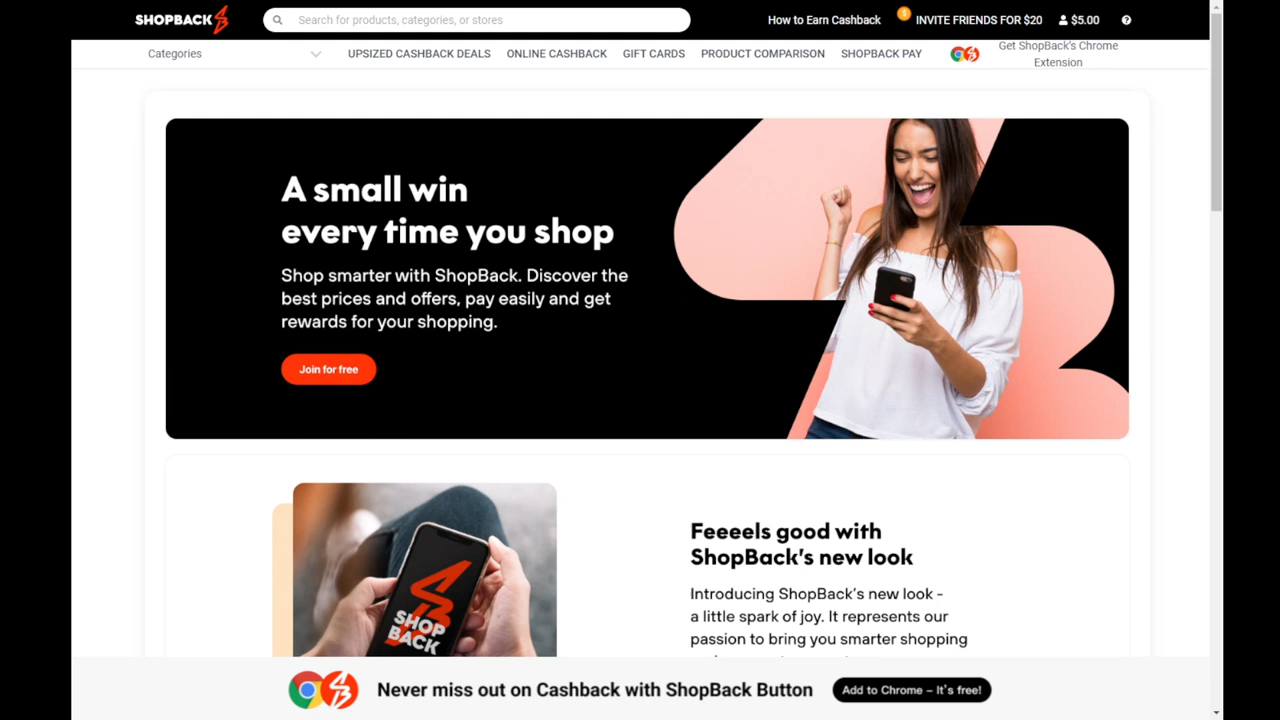 SHOPBACK
Search for products, categories, or stores
How to Earn Cashback
$
INVITE FRIENDS FOR $20
$5.00
?
Categories
UPSIZED CASHBACK DEALS
ONLINE CASHBACK
GIFT CARDS
PRODUCT COMPARISON
SHOPBACK PAY
Get ShopBack's Chrome
Extension
A small win
every time you shop
Shop smarter with ShopBack. Discover the
best prices and offers, pay easily and get
rewards for your shopping.
Join for free
SHOP
BACK
Feeeels good with
ShopBack's new look
Introducing ShopBack's new look -
a little spark of joy. It represents our
passion to bring you smarter shopping
Never miss out on Cashback with ShopBack Button
Add to Chrome – It's free!